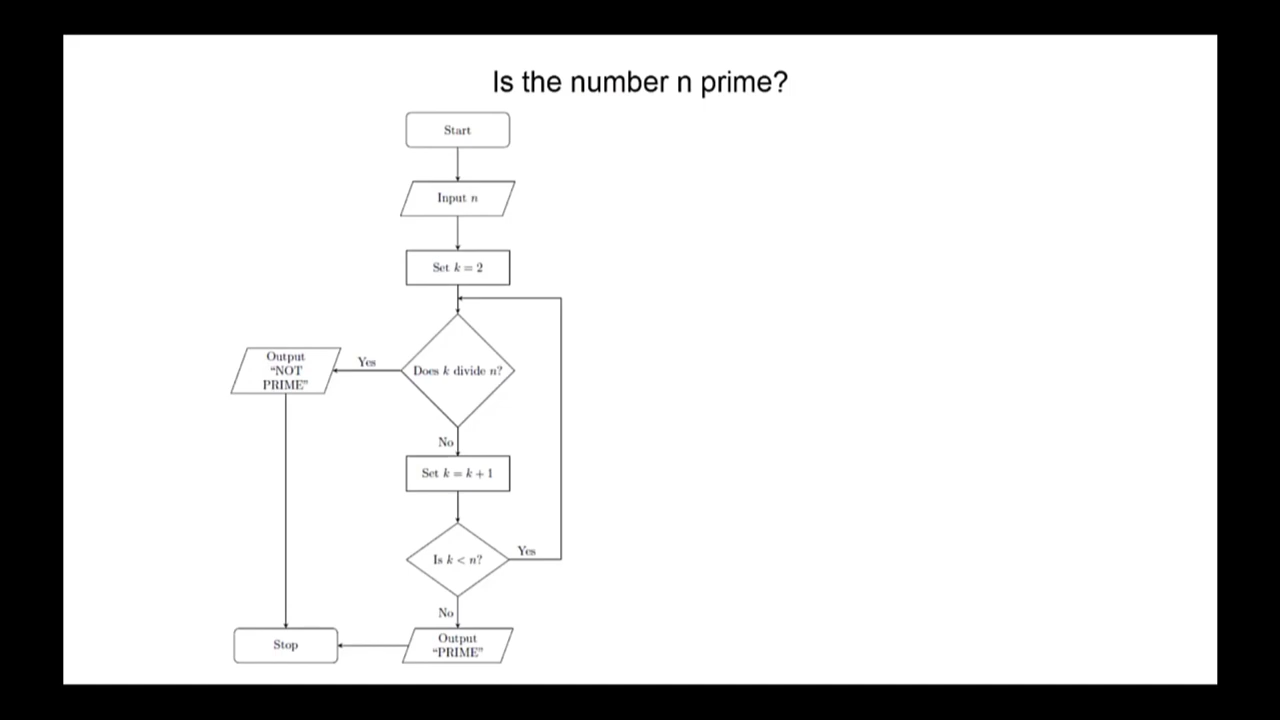 Is the number n prime?
Start
Input n
Set k = 2
Does k divide n?
Yes
Output
“NOT
PRIME”
No
Set k = k + 1
Is k < n?
Yes
No
Output
“PRIME”
Stop